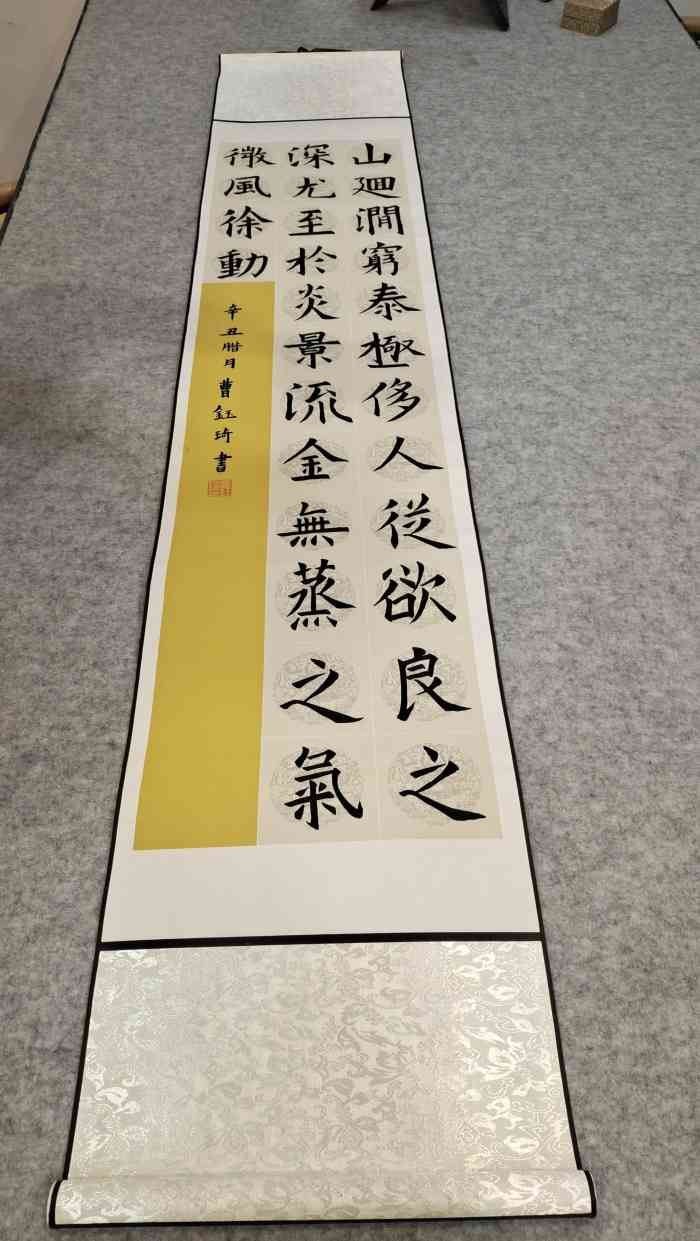 山廻澗窮泰極侈人從欲良之
深尤至於炎景流金無蒸之氣
微風徐動
辛丑腊月曹鈺琦書